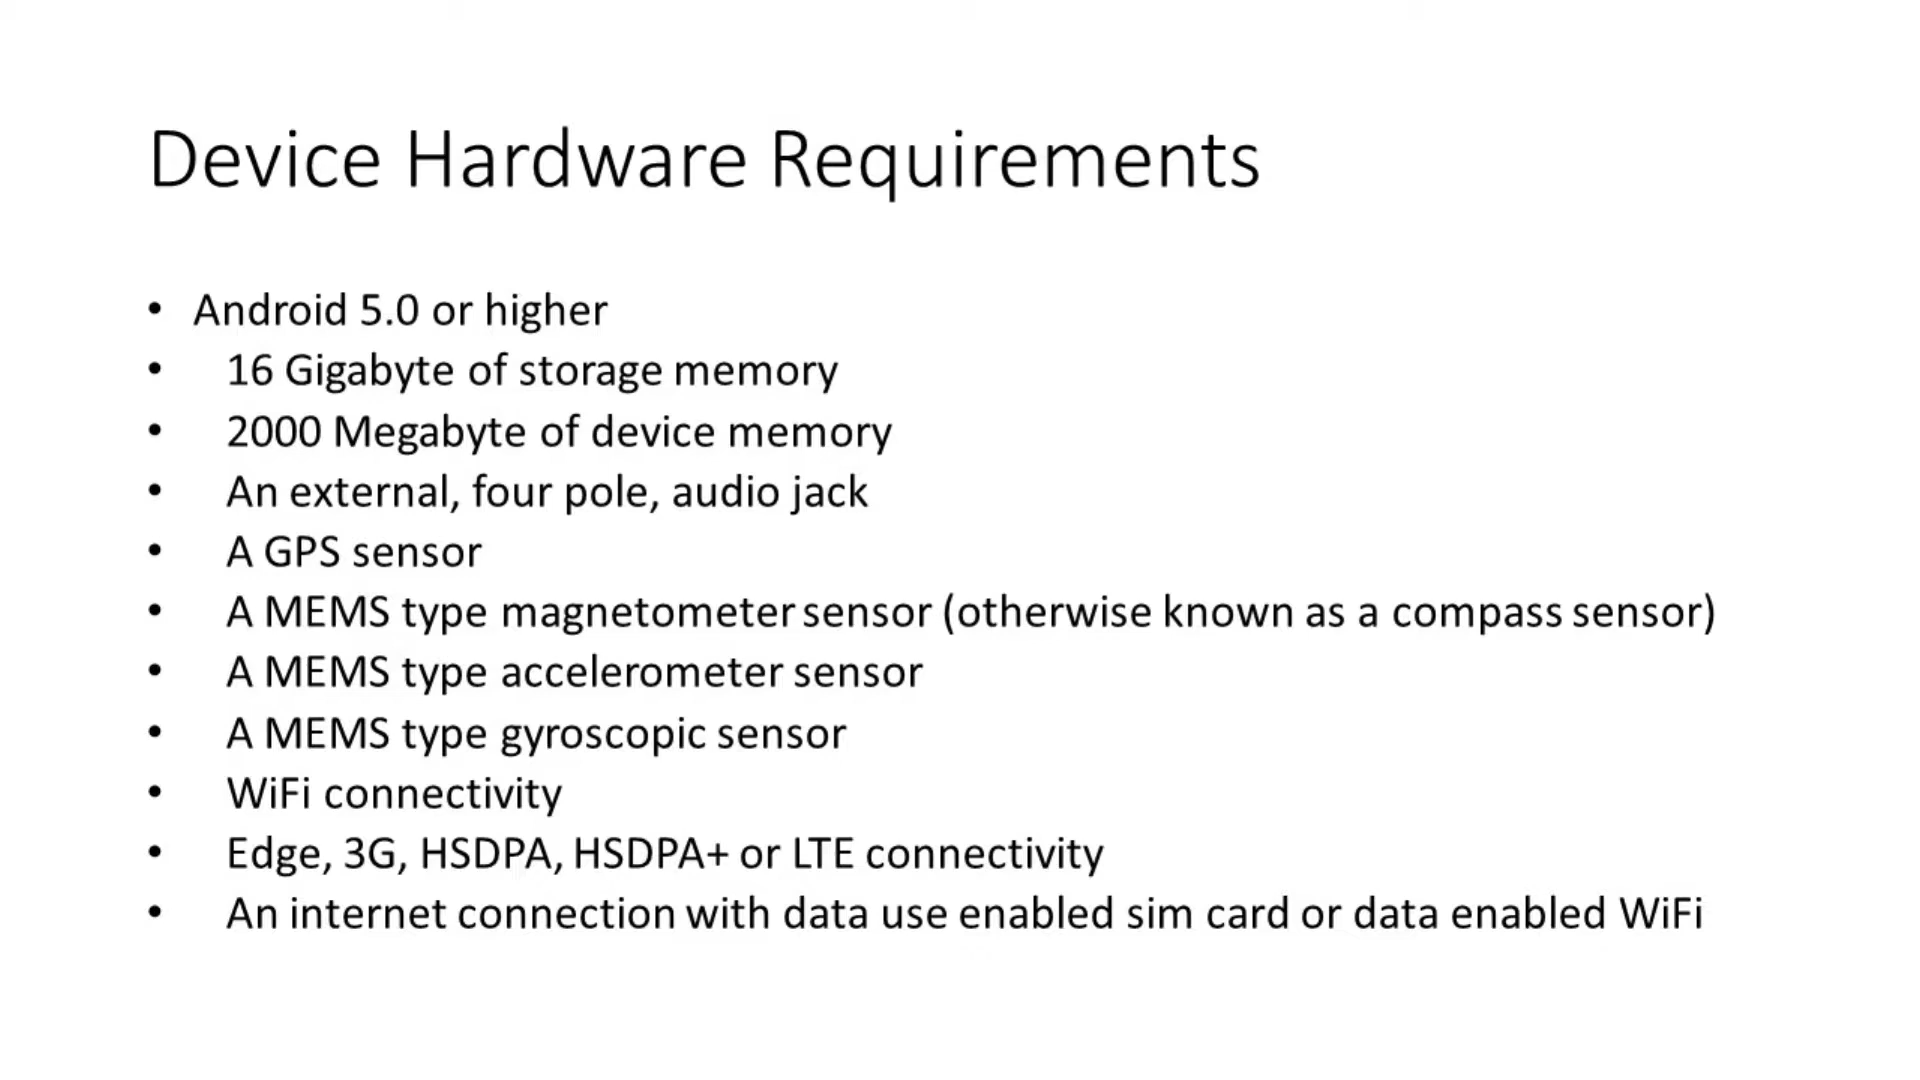 Device Hardware Requirements
• Android 5.0 or higher
• 16 Gigabyte of storage memory
• 2000 Megabyte of device memory
• An external, four pole, audio jack
• A GPS sensor
• A MEMS type magnetometer sensor (otherwise known as a compass sensor)
• A MEMS type accelerometer sensor
• A MEMS type gyroscopic sensor
• WiFi connectivity
• Edge, 3G, HSDPA, HSDPA+ or LTE connectivity
• An internet connection with data use enabled sim card or data enabled WiFi